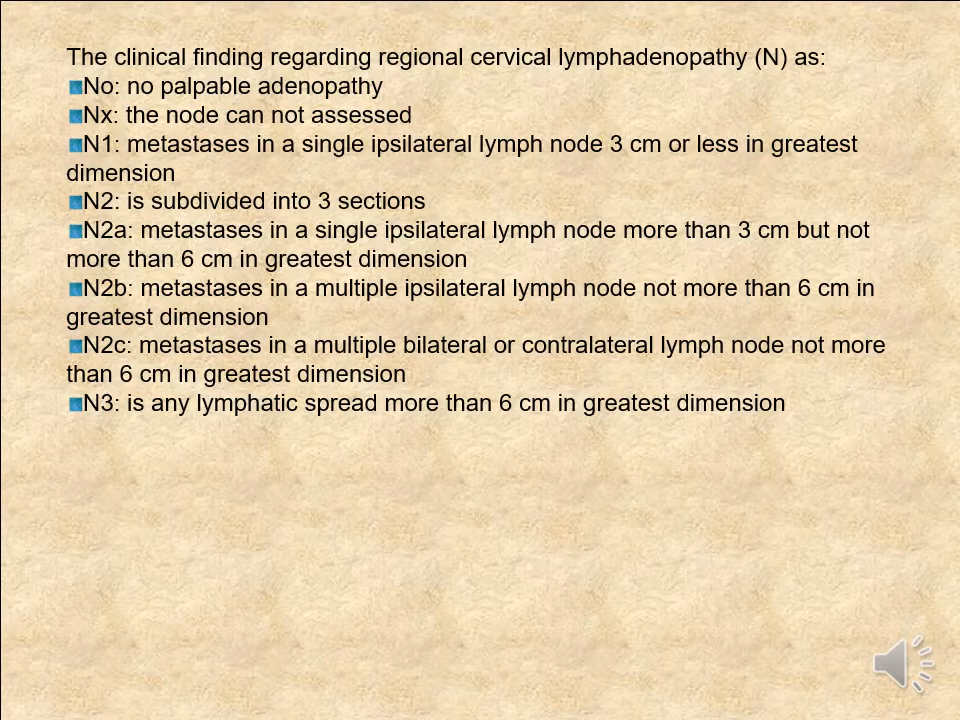 The clinical finding regarding regional cervical lymphadenopathy (N) as:
No: no palpable adenopathy
Nx: the node can not assessed
N1: metastases in a single ipsilateral lymph node 3 cm or less in greatest
dimension
N2: is subdivided into 3 sections
N2a: metastases in a single ipsilateral lymph node more than 3 cm but not
more than 6 cm in greatest dimension
N2b: metastases in a multiple ipsilateral lymph node not more than 6 cm in
greatest dimension
N2c: metastases in a multiple bilateral or contralateral lymph node not more
than 6 cm in greatest dimension
N3: is any lymphatic spread more than 6 cm in greatest dimension